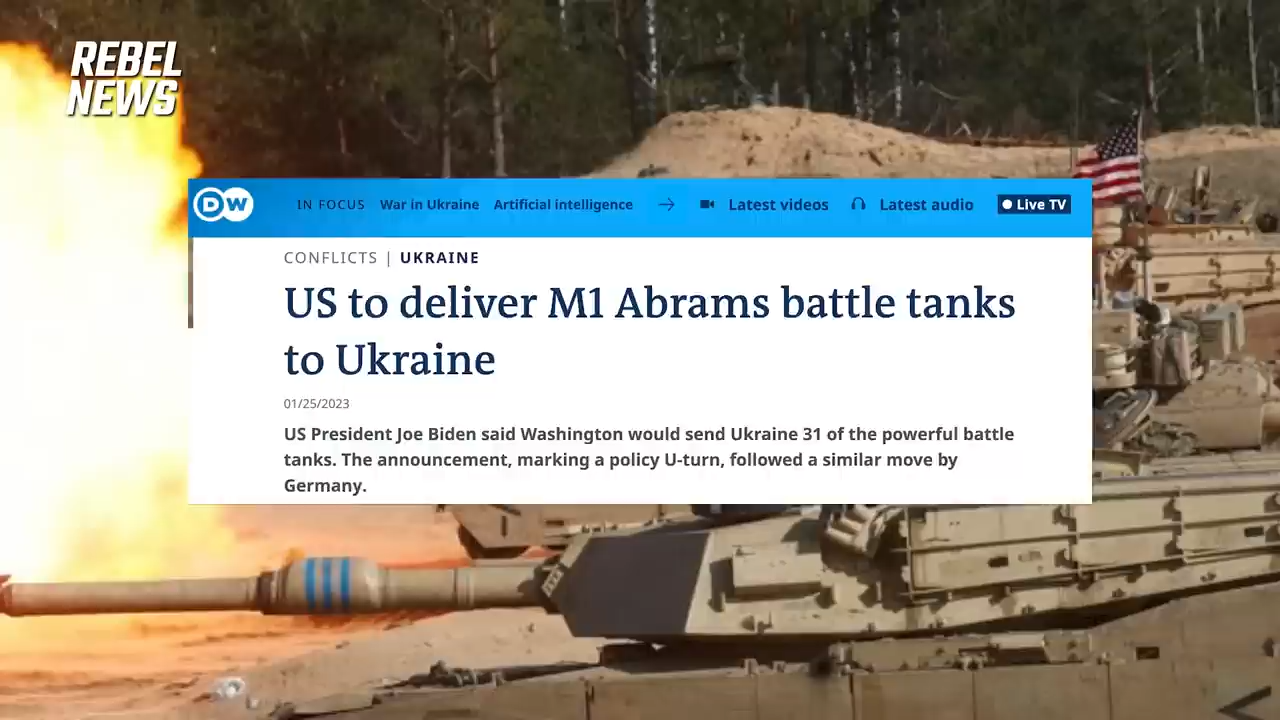 REBEL
NEWS
DW
IN FOCUS War in Ukraine Artificial intelligence → Latest videos Latest audio Live TV
CONFLICTS | UKRAINE
US to deliver M1 Abrams battle tanks
to Ukraine
01/25/2023
US President Joe Biden said Washington would send Ukraine 31 of the powerful battle
tanks. The announcement, marking a policy U-turn, followed a similar move by
Germany.